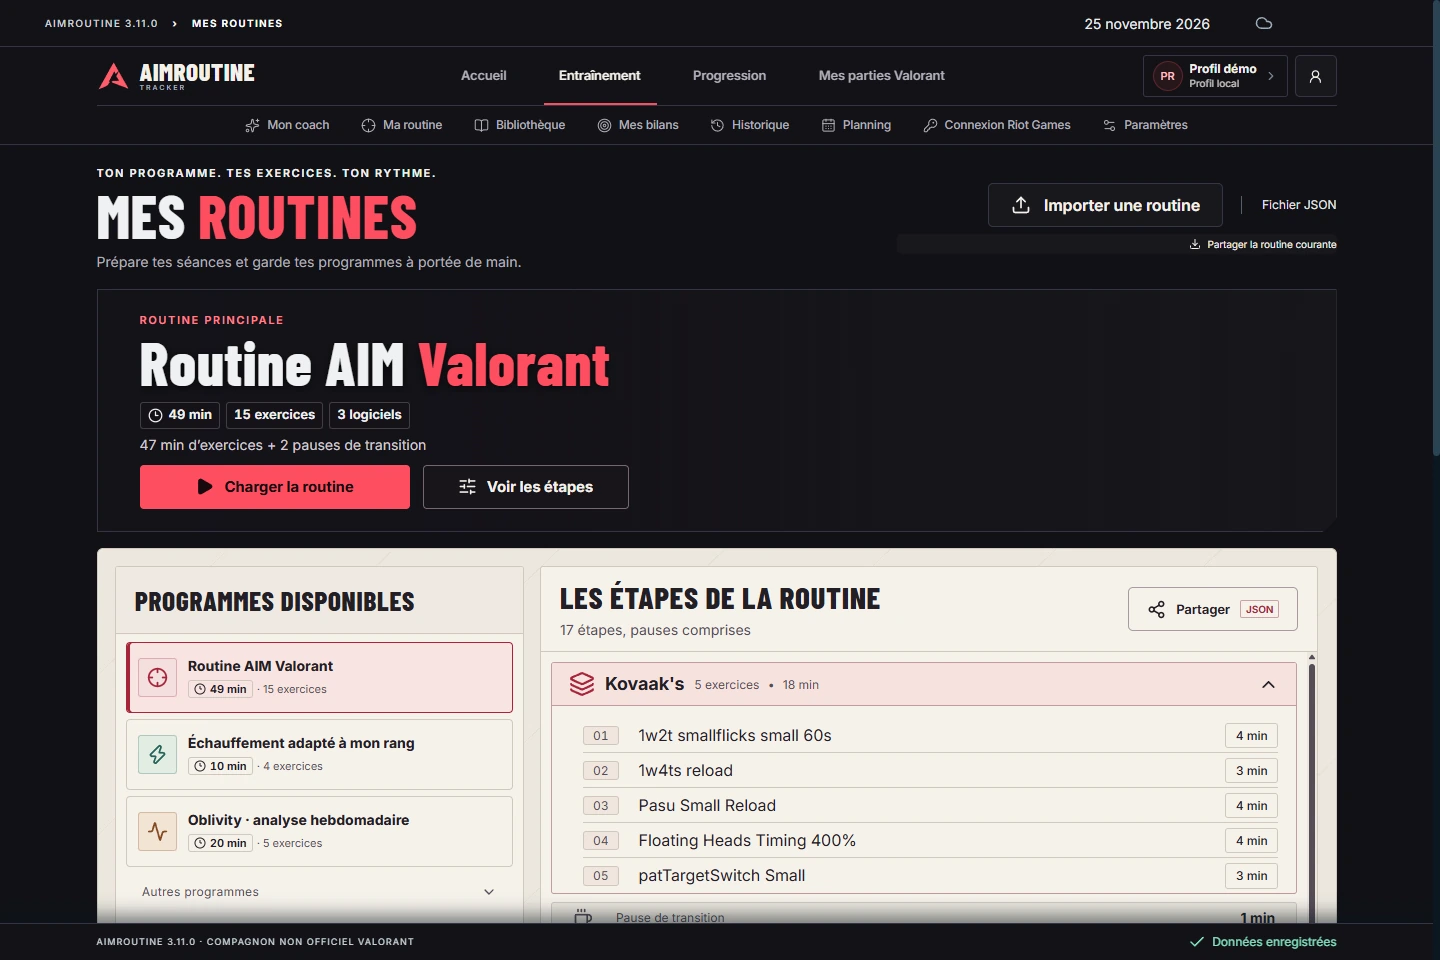 AIMROUTINE 3.11.0 › MES ROUTINES
25 novembre 2026
AIMROUTINE
TRACKER
Accueil
Entraînement
Progression
Mes parties Valorant
PR
Profil démo
Profil local
Mon coach
Ma routine
Bibliothèque
Mes bilans
Historique
Planning
Connexion Riot Games
Paramètres
TON PROGRAMME. TES EXERCICES. TON RYTHME.
MES ROUTINES
Prépare tes séances et garde tes programmes à portée de main.
Importer une routine
Fichier JSON
Partager la routine courante
ROUTINE PRINCIPALE
Routine AIM Valorant
49 min
15 exercices
3 logiciels
47 min d’exercices + 2 pauses de transition
Charger la routine
Voir les étapes
PROGRAMMES DISPONIBLES
Routine AIM Valorant
49 min · 15 exercices
Échauffement adapté à mon rang
10 min · 4 exercices
Oblivity · analyse hebdomadaire
20 min · 5 exercices
Autres programmes
LES ÉTAPES DE LA ROUTINE
17 étapes, pauses comprises
Partager JSON
Kovaak's 5 exercices • 18 min
01 1w2t smallflicks small 60s 4 min
02 1w4ts reload 3 min
03 Pasu Small Reload 4 min
04 Floating Heads Timing 400% 4 min
05 patTargetSwitch Small 3 min
Pause de transition 1 min
AIMROUTINE 3.11.0 · COMPAGNON NON OFFICIEL VALORANT
Données enregistrées